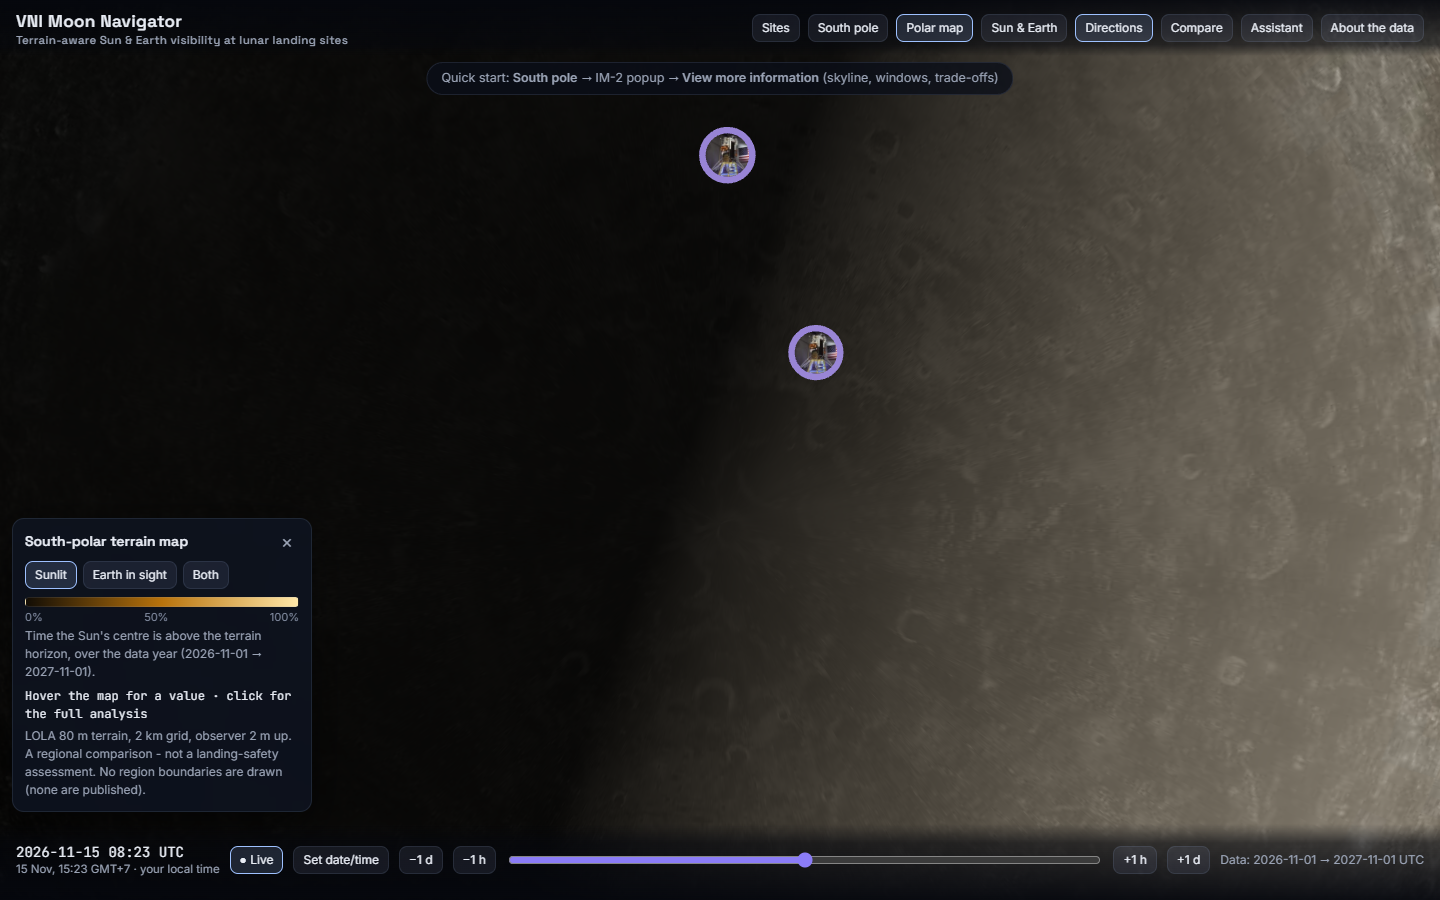 VNI Moon Navigator
Terrain-aware Sun & Earth visibility at lunar landing sites
Sites
South pole
Polar map
Sun & Earth
Directions
Compare
Assistant
About the data
Quick start: South pole → IM-2 popup → View more information (skyline, windows, trade-offs)
South-polar terrain map
×
Sunlit
Earth in sight
Both
0% 50% 100%
Time the Sun's centre is above the terrain
horizon, over the data year (2026-11-01 →
2027-11-01).
Hover the map for a value · click for
the full analysis
LOLA 80 m terrain, 2 km grid, observer 2 m up.
A regional comparison - not a landing-safety
assessment. No region boundaries are drawn
(none are published).
2026-11-15 08:23 UTC
15 Nov, 15:23 GMT+7 · your local time
● Live
Set date/time
−1 d
−1 h
+1 h
+1 d
Data: 2026-11-01 → 2027-11-01 UTC